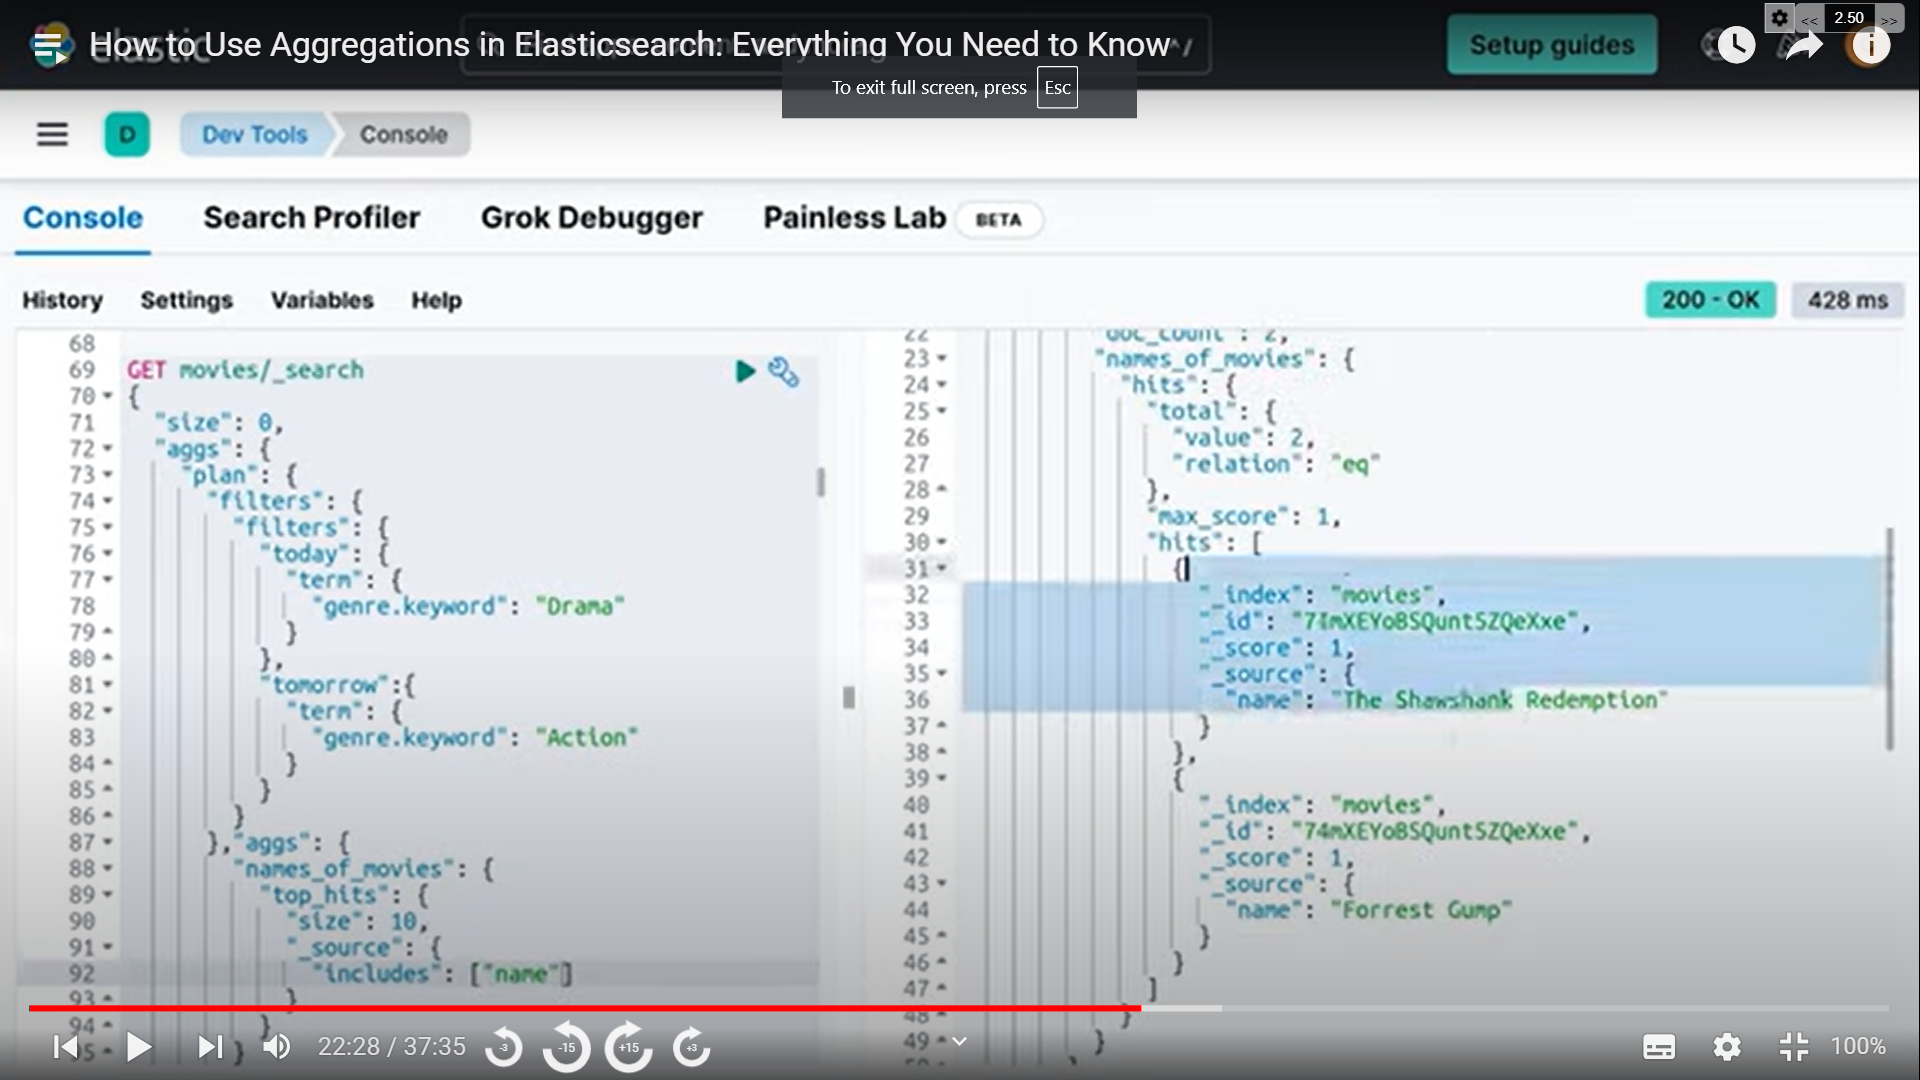 How to Use Aggregations in Elasticsearch: Everything You Need to Know
elastic
Setup guides
<< 2.50 >>
To exit full screen, press Esc
D Dev Tools Console
Console Search Profiler Grok Debugger Painless Lab BETA
History Settings Variables Help
200 - OK 428 ms
68
69 GET movies/_search
70 {
71 "size": 0,
72 "aggs": {
73 "plan": {
74 "filters": {
75 "filters": {
76 "today": {
77 "term": {
78 "genre.keyword": "Drama"
79 }
80 },
81 "tomorrow":{
82 "term": {
83 "genre.keyword": "Action"
84 }
85 }
86 }
87 },"aggs": {
88 "names_of_movies": {
89 "top_hits": {
90 "size": 10,
91 "_source": {
92 "includes": ["name"]
93 }
94 }
95 }
22 "doc_count": 2,
23 "names_of_movies": {
24 "hits": {
25 "total": {
26 "value": 2,
27 "relation": "eq"
28 },
29 "max_score": 1,
30 "hits": [
31 {
32 "_index": "movies",
33 "_id":
34 "_score": 1,
35 "_source": {
36 "name": "The Shawshank Redemption"
37 }
38 },
39 {
40 "_index": "movies",
41 "_id": "74mXEYoBSQunt5ZQeXxe",
42 "_score": 1,
43 "_source": {
44 "name": "Forrest Gump"
45 }
46 }
47 ]
48 }
49 }
22:28 / 37:35
-3 -15 +15 +3
100%